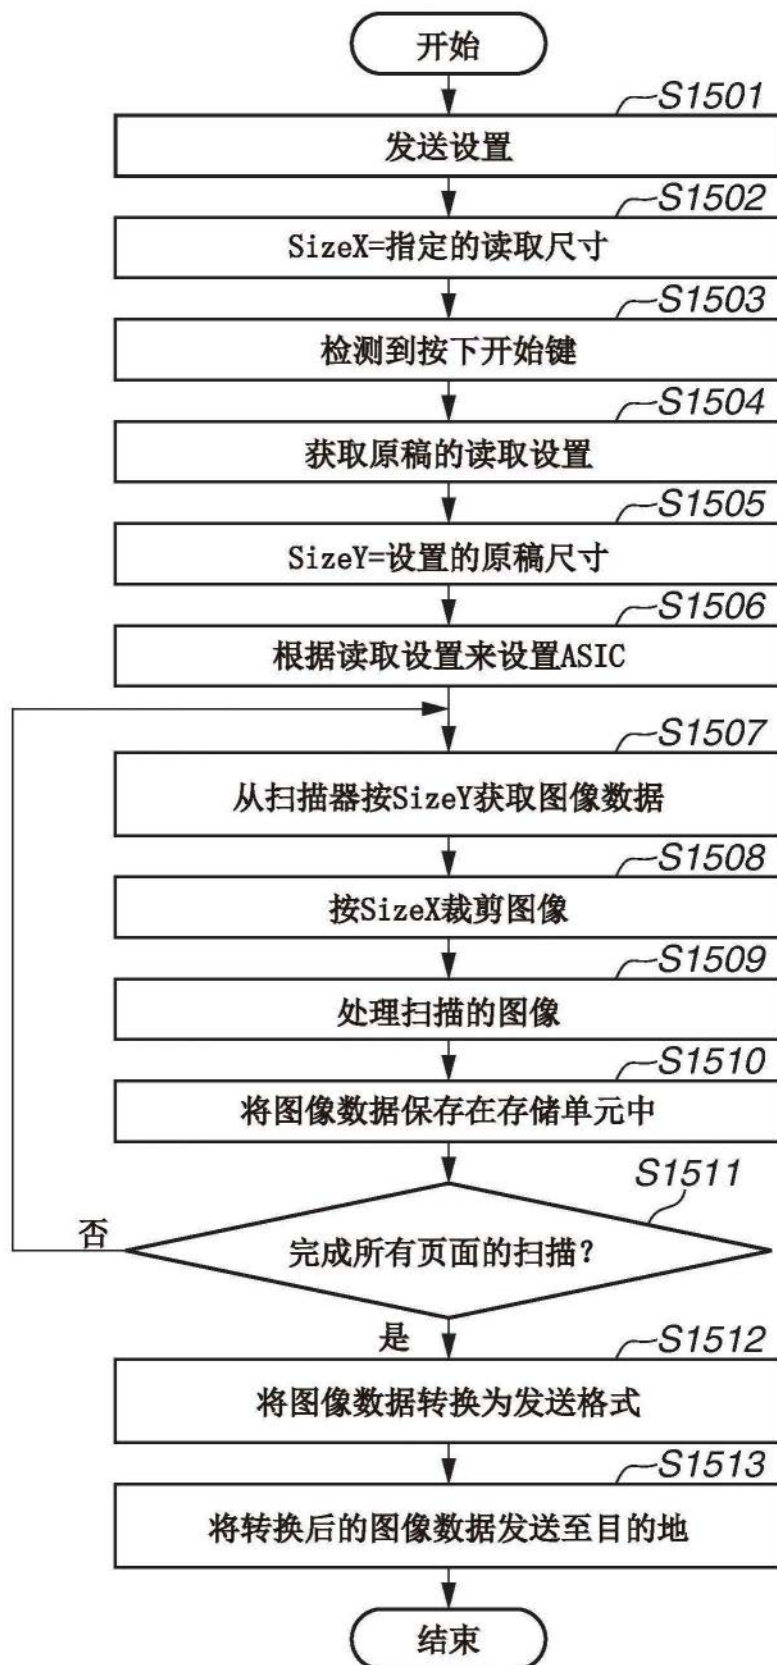 开始
S1501
发送设置
S1502
SizeX=指定的读取尺寸
S1503
检测到按下开始键
S1504
获取原稿的读取设置
S1505
SizeY=设置的原稿尺寸
S1506
根据读取设置来设置ASIC
S1507
从扫描器按SizeY获取图像数据
S1508
按SizeX裁剪图像
S1509
处理扫描的图像
S1510
将图像数据保存在存储单元中
S1511
否
完成所有页面的扫描?
是
S1512
将图像数据转换为发送格式
S1513
将转换后的图像数据发送至目的地
结束